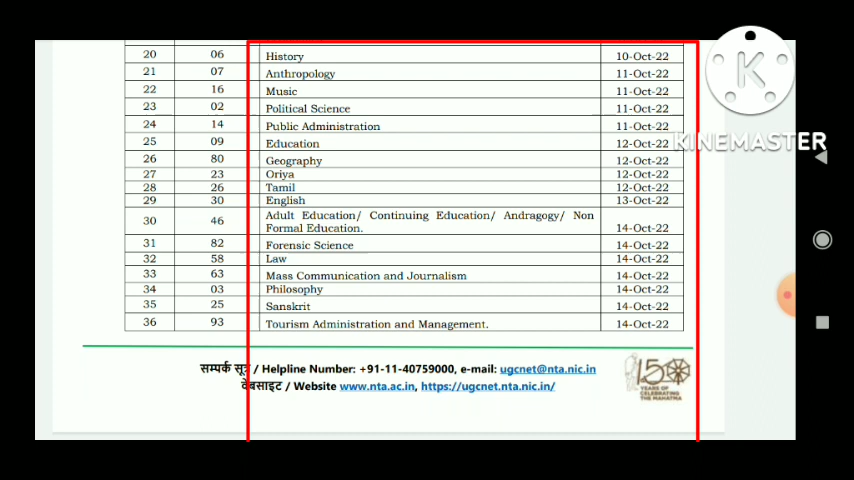 20 06 History 10-Oct-22
21 07 Anthropology 11-Oct-22
22 16 Music 11-Oct-22
23 02 Political Science 11-Oct-22
24 14 Public Administration 11-Oct-22
25 09 Education 12-Oct-22
26 80 Geography 12-Oct-22
27 23 Oriya 12-Oct-22
28 26 Tamil 12-Oct-22
29 30 English 13-Oct-22
30 46 Adult Education/ Continuing Education/ Andragogy/ Non
Formal Education. 14-Oct-22
31 82 Forensic Science 14-Oct-22
32 58 Law 14-Oct-22
33 63 Mass Communication and Journalism 14-Oct-22
34 03 Philosophy 14-Oct-22
35 25 Sanskrit 14-Oct-22
36 93 Tourism Administration and Management. 14-Oct-22
सम्पर्क सूत्र / Helpline Number: +91-11-40759000, e-mail: ugcnet@nta.nic.in
वेबसाइट / Website www.nta.ac.in, https://ugcnet.nta.nic.in/
150
YEARS OF
CELEBRATING
THE MAHATMA
K
KINEMASTER